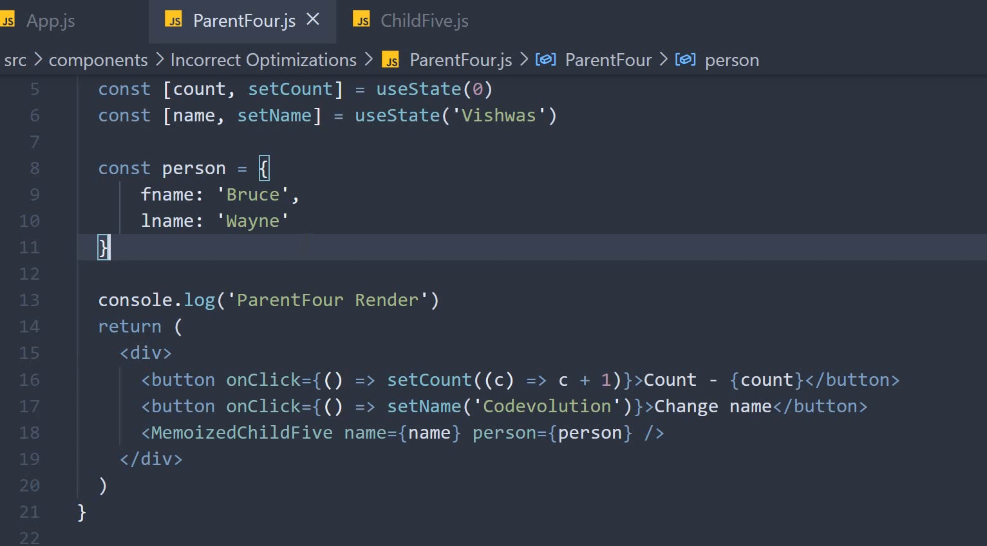 JS App.js JS ParentFour.js × JS ChildFive.js
src > components > Incorrect Optimizations > JS ParentFour.js > ParentFour > person
5 const [count, setCount] = useState(0)
6 const [name, setName] = useState('Vishwas')
7
8 const person = {
9 fname: 'Bruce',
10 lname: 'Wayne'
11 }
12
13 console.log('ParentFour Render')
14 return (
15 <div>
16 <button onClick={() => setCount((c) => c + 1)}>Count - {count}</button>
17 <button onClick={() => setName('Codevolution')}>Change name</button>
18 <MemoizedChildFive name={name} person={person} />
19 </div>
20 )
21 }
22